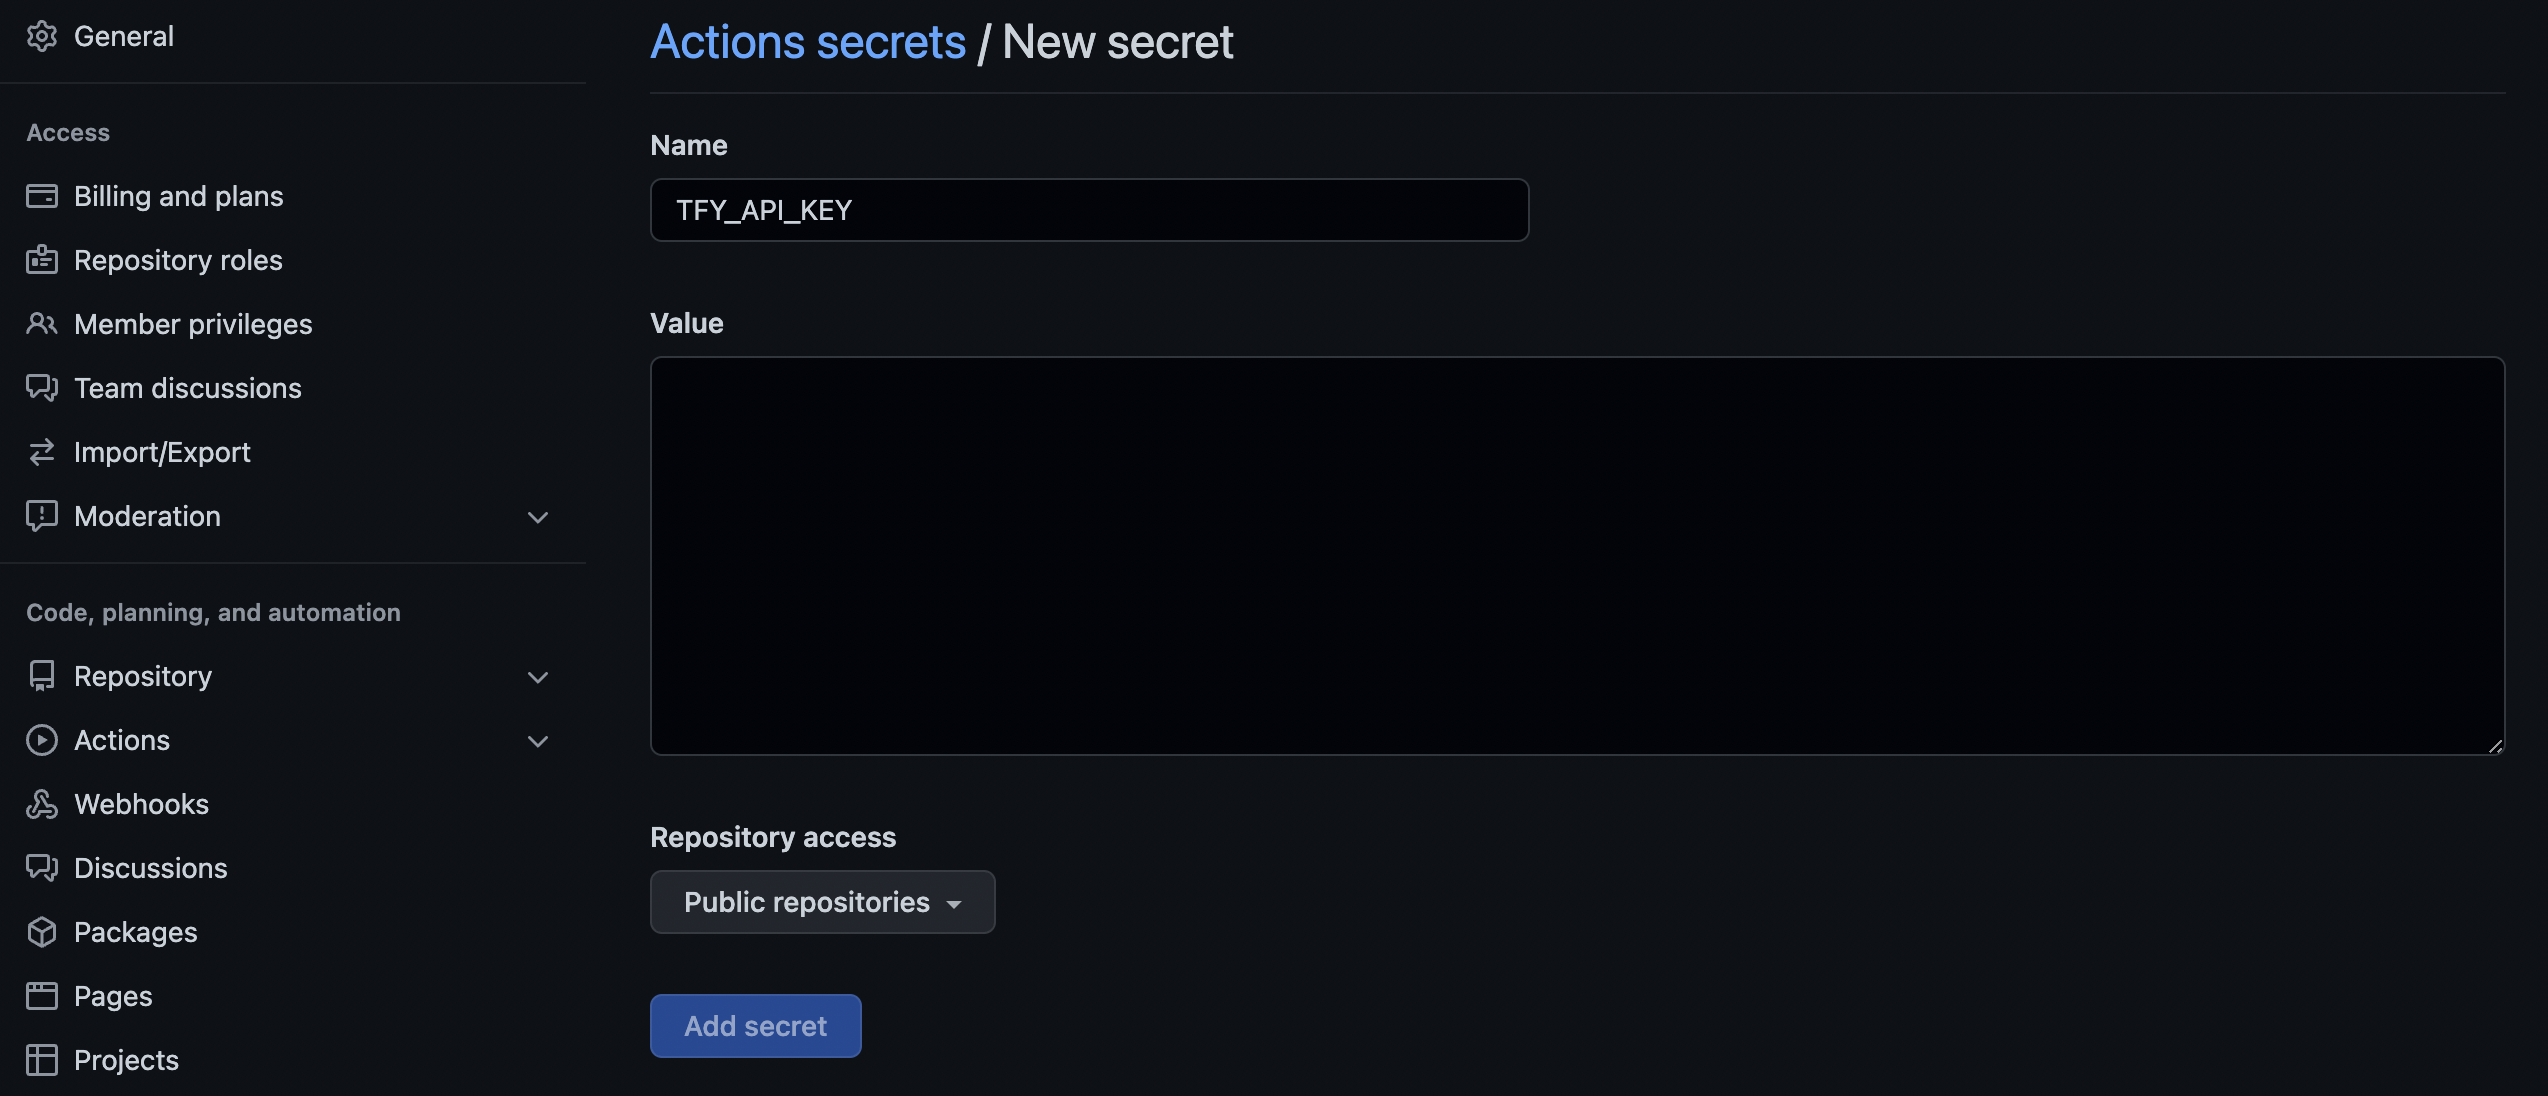 General
Access
Billing and plans
Repository roles
Member privileges
Team discussions
Import/Export
Moderation
Code, planning, and automation
Repository
Actions
Webhooks
Discussions
Packages
Pages
Projects
Actions secrets / New secret
Name
TFY_API_KEY
Value
Repository access
Public repositories
Add secret